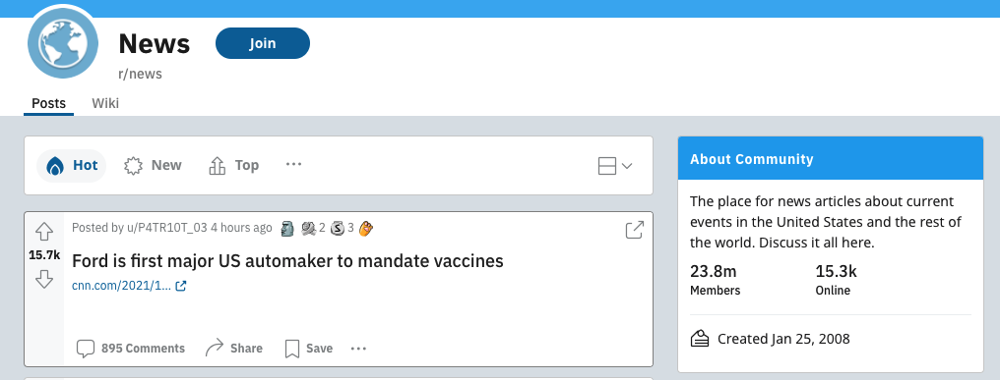 News
Join
r/news
Posts Wiki
Hot New Top ...
Posted by u/P4TR10T_03 4 hours ago 2 3
15.7k
Ford is first major US automaker to mandate vaccines
cnn.com/2021/1...
895 Comments Share Save ...
About Community
The place for news articles about current
events in the United States and the rest of
the world. Discuss it all here.
23.8m 15.3k
Members Online
Created Jan 25, 2008